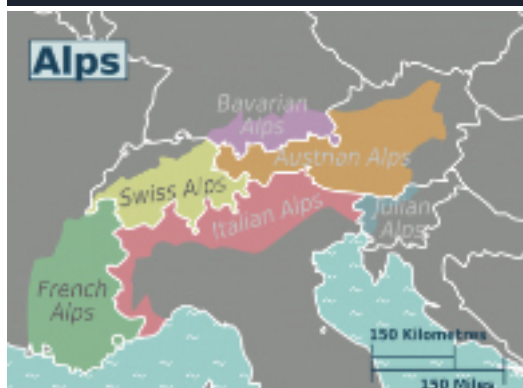 Alps
Bavarian
Alps
Austrian Alps
Swiss Alps
Italian Alps
Julian
Alps
French
Alps
150 Kilometres
150 Miles